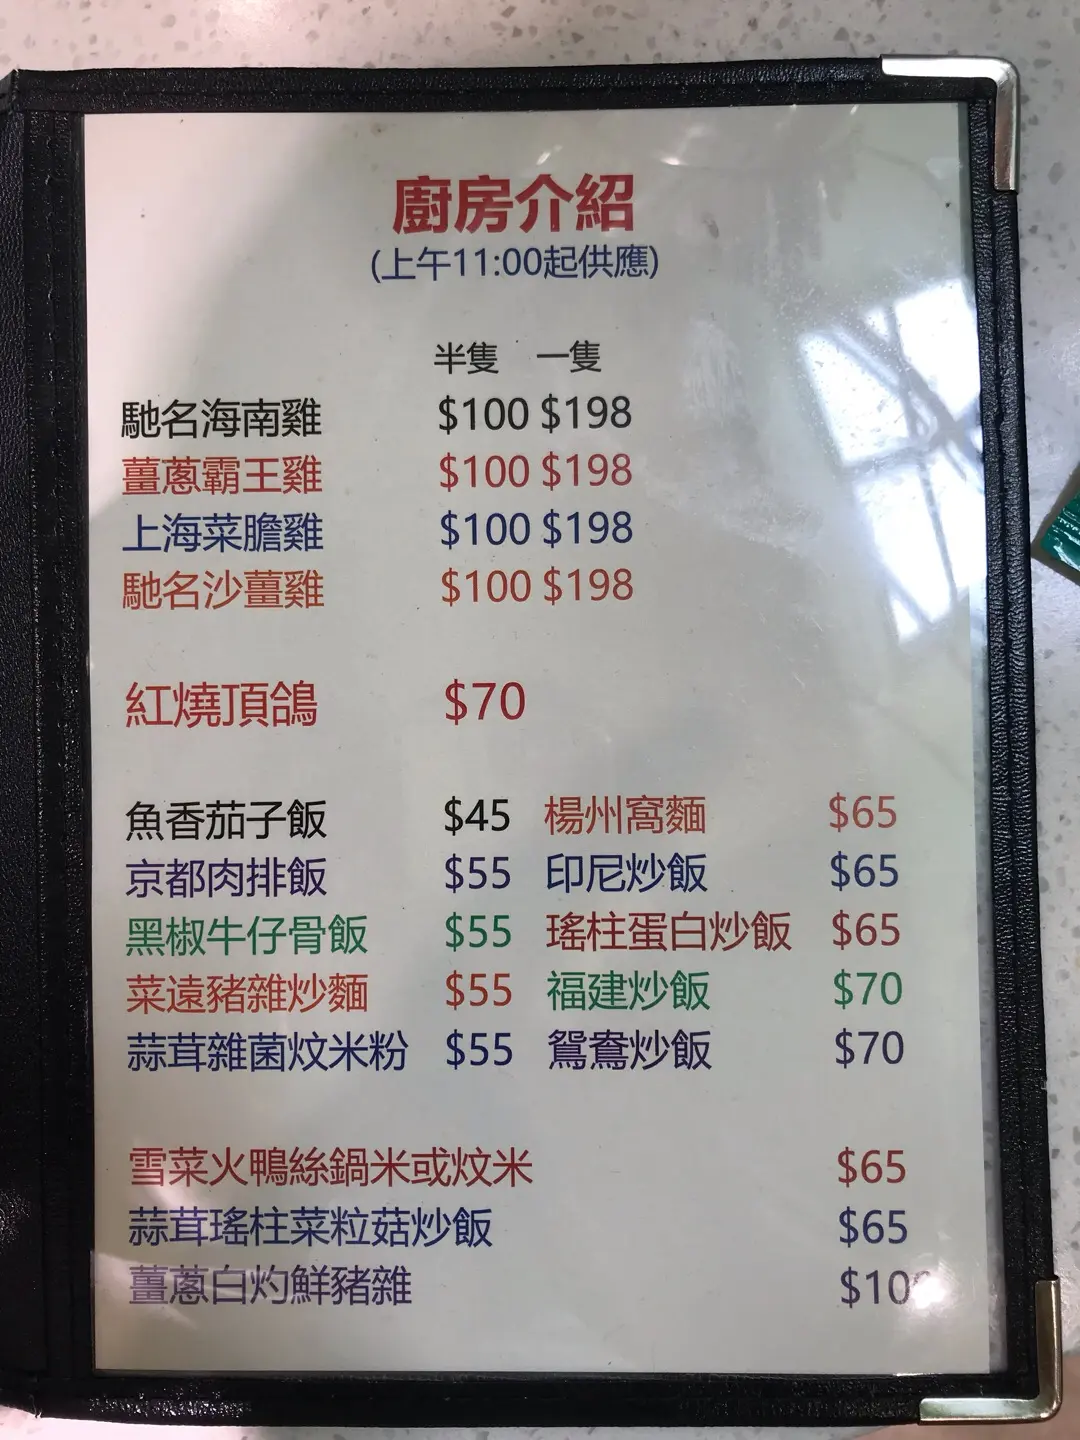 廚房介紹
(上午11:00起供應)
半隻 一隻
馳名海南雞 $100 $198
薑蔥霸王雞 $100 $198
上海菜膽雞 $100 $198
馳名沙薑雞 $100 $198
紅燒頂鴿 $70
魚香茄子飯 $45 楊州窩麵 $65
京都肉排飯 $55 印尼炒飯 $65
黑椒牛仔骨飯 $55 瑤柱蛋白炒飯 $65
菜遠豬雜炒麵 $55 福建炒飯 $70
蒜茸雜菌炆米粉 $55 鴛鴦炒飯 $70
雪菜火鴨絲鍋米或炆米 $65
蒜茸瑤柱菜粒菇炒飯 $65
薑蔥白灼鮮豬雜